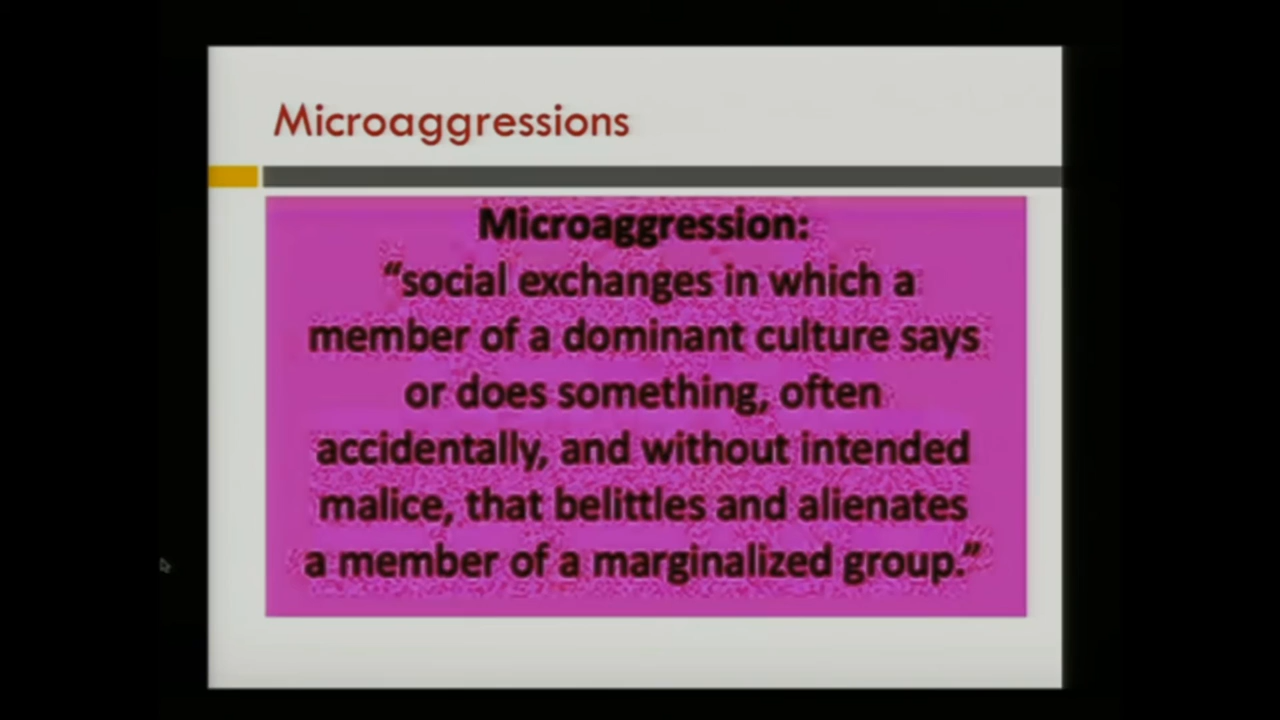 Microaggressions
Microaggression:
“social exchanges in which a
member of a dominant culture says
or does something, often
accidentally, and without intended
malice, that belittles and alienates
a member of a marginalized group.”